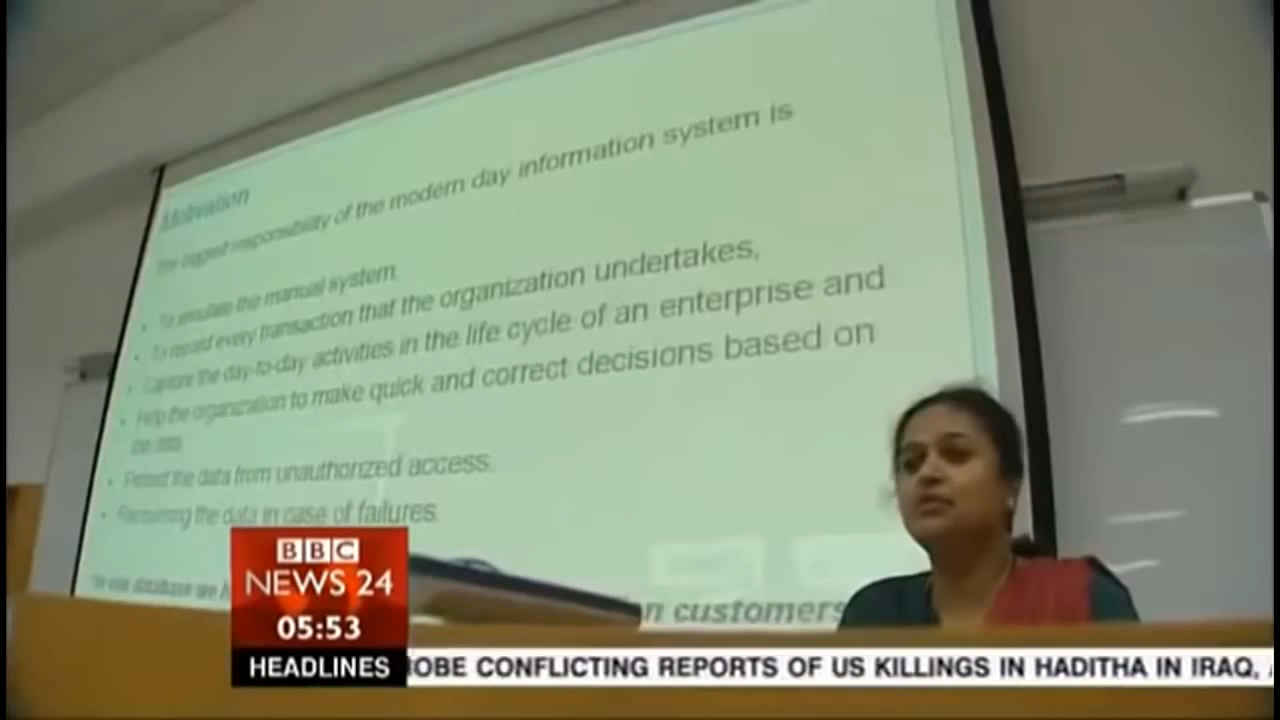 Motivation
The biggest responsibility of the modern day information system is
• To simulate the manual system.
• To record every transaction that the organization undertakes,
• Capture the day-to-day activities in the life cycle of an enterprise and
• Help the organization to make quick and correct decisions based on
the data.
• Protect the data from unauthorized access.
• Recovering the data in case of failures.
customers
BBC
NEWS 24
05:53
HEADLINES
OBE CONFLICTING REPORTS OF US KILLINGS IN HADITHA IN IRAQ,